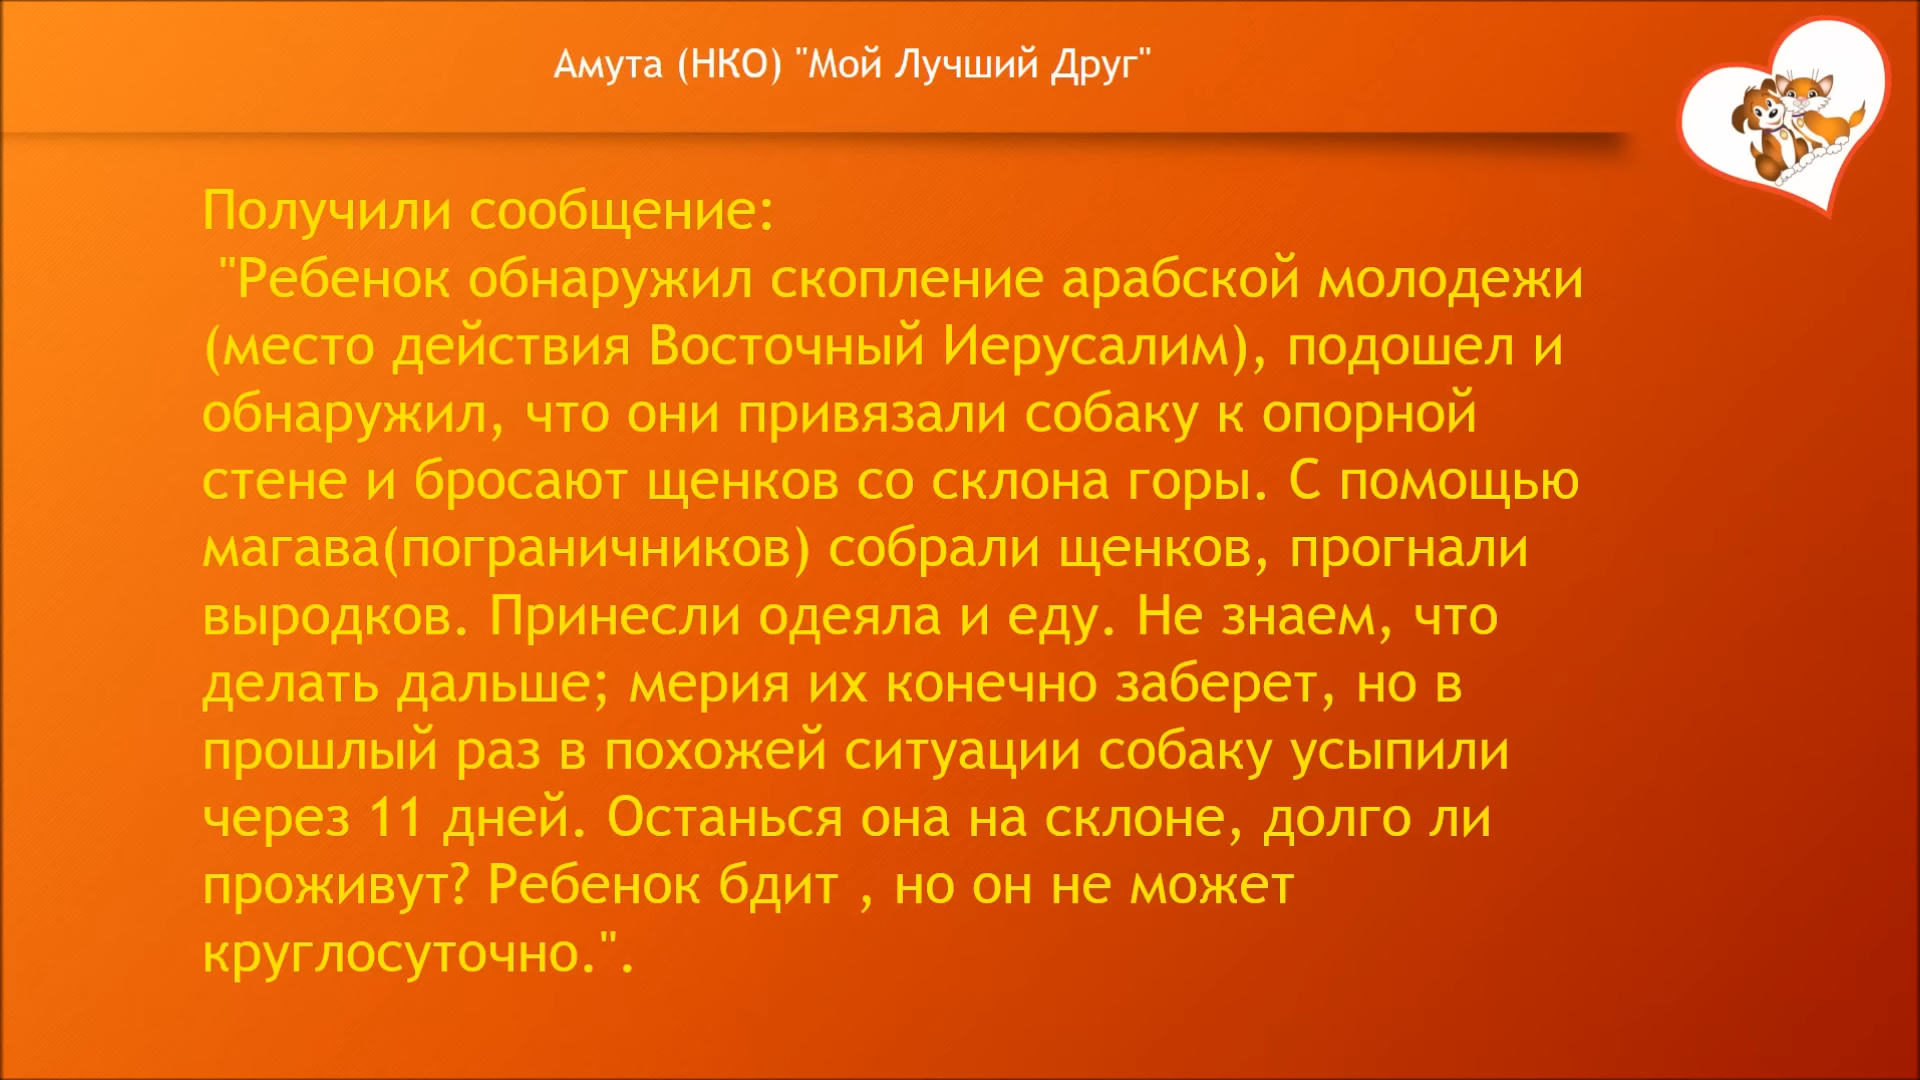 Амута (НКО) "Мой Лучший Друг"
Получили сообщение:
"Ребенок обнаружил скопление арабской молодежи
(место действия Восточный Иерусалим), подошел и
обнаружил, что они привязали собаку к опорной
стене и бросают щенков со склона горы. С помощью
магава(пограничников) собрали щенков, прогнали
выродков. Принесли одеяла и еду. Не знаем, что
делать дальше; мерия их конечно заберет, но в
прошлый раз в похожей ситуации собаку усыпили
через 11 дней. Останься она на склоне, долго ли
проживут? Ребенок бдит , но он не может
круглосуточно.".